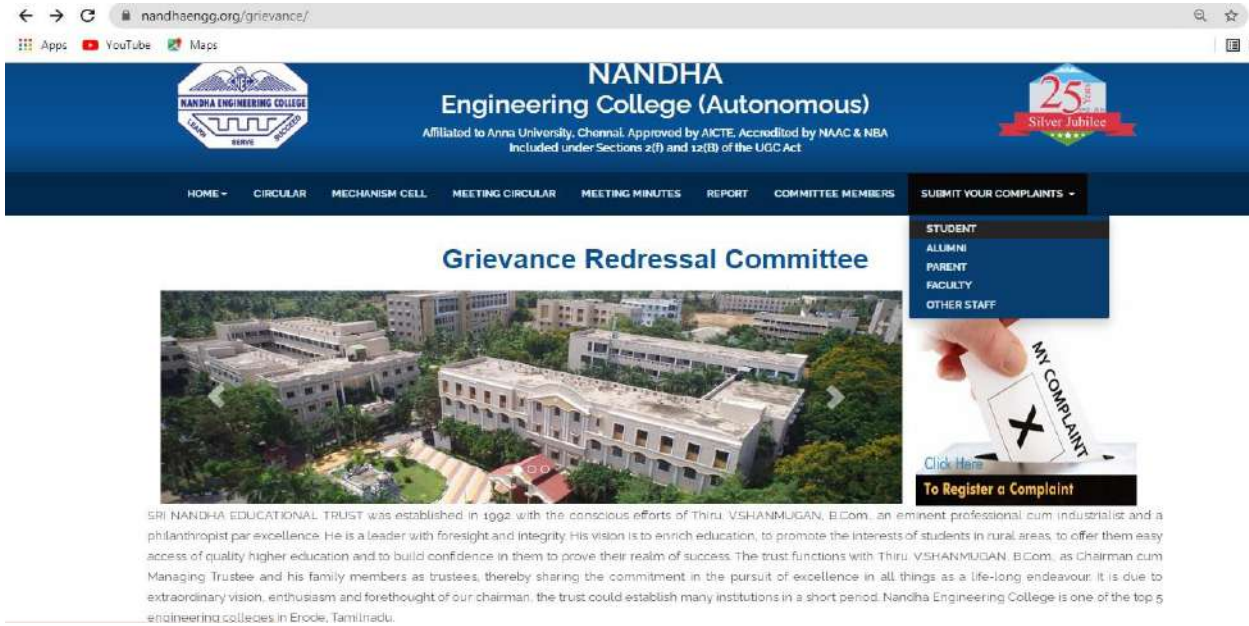 nandhaengg.org/grievance/
Apps YouTube Maps
NANDHA ENGINEERING COLLEGE
LEARN SERVE SUCCEED
NANDHA
Engineering College (Autonomous)
Affiliated to Anna University, Chennai. Approved by AICTE. Accredited by NAAC & NBA
Included under Sections 2(f) and 12(B) of the UGC Act
25 Years
Silver Jubilee
HOME CIRCULAR MECHANISM CELL MEETING CIRCULAR MEETING MINUTES REPORT COMMITTEE MEMBERS SUBMIT YOUR COMPLAINTS
STUDENT
ALUMNI
PARENT
FACULTY
OTHER STAFF
Grievance Redressal Committee
MY COMPLAINT
X
Click Here
To Register a Complaint
SRI NANDHA EDUCATIONAL TRUST was established in 1992 with the conscious efforts of Thiru. V.SHANMUGAN, B.Com., an eminent professional cum industrialist and a
philanthropist par excellence. He is a leader with foresight and integrity. His vision is to enrich education, to promote the interests of students in rural areas, to offer them easy
access of quality higher education and to build confidence in them to prove their realm of success. The trust functions with Thiru. V.SHANMUGAN, B.Com., as Chairman cum
Managing Trustee and his family members as trustees, thereby sharing the commitment in the pursuit of excellence in all things as a life-long endeavour. It is due to
extraordinary vision, enthusiasm and forethought of our chairman, the trust could establish many institutions in a short period. Nandha Engineering College is one of the top 5
engineering colleges in Erode, Tamilnadu.